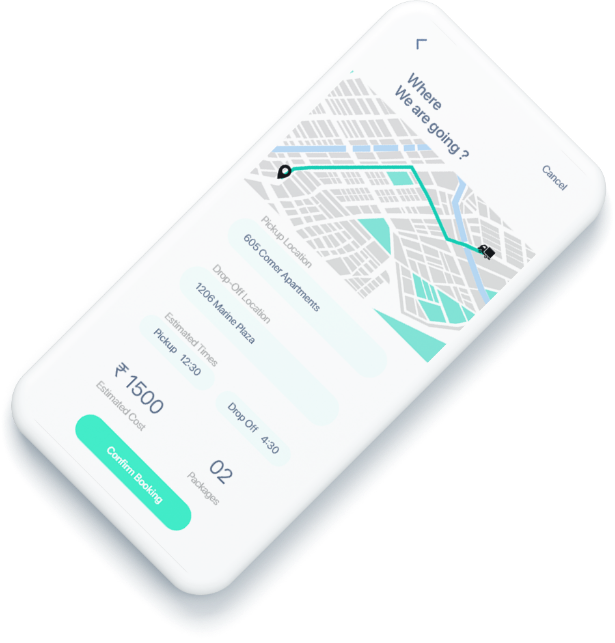 Where
We are going ?
Cancel
Pickup Location
605 Corner Apartments
Drop-Off Location
1206 Marine Plaza
Estimated Times
Pickup 12:30
Drop Off 4:30
₹ 1500
Estimated Cost
02
Packages
Confirm Booking